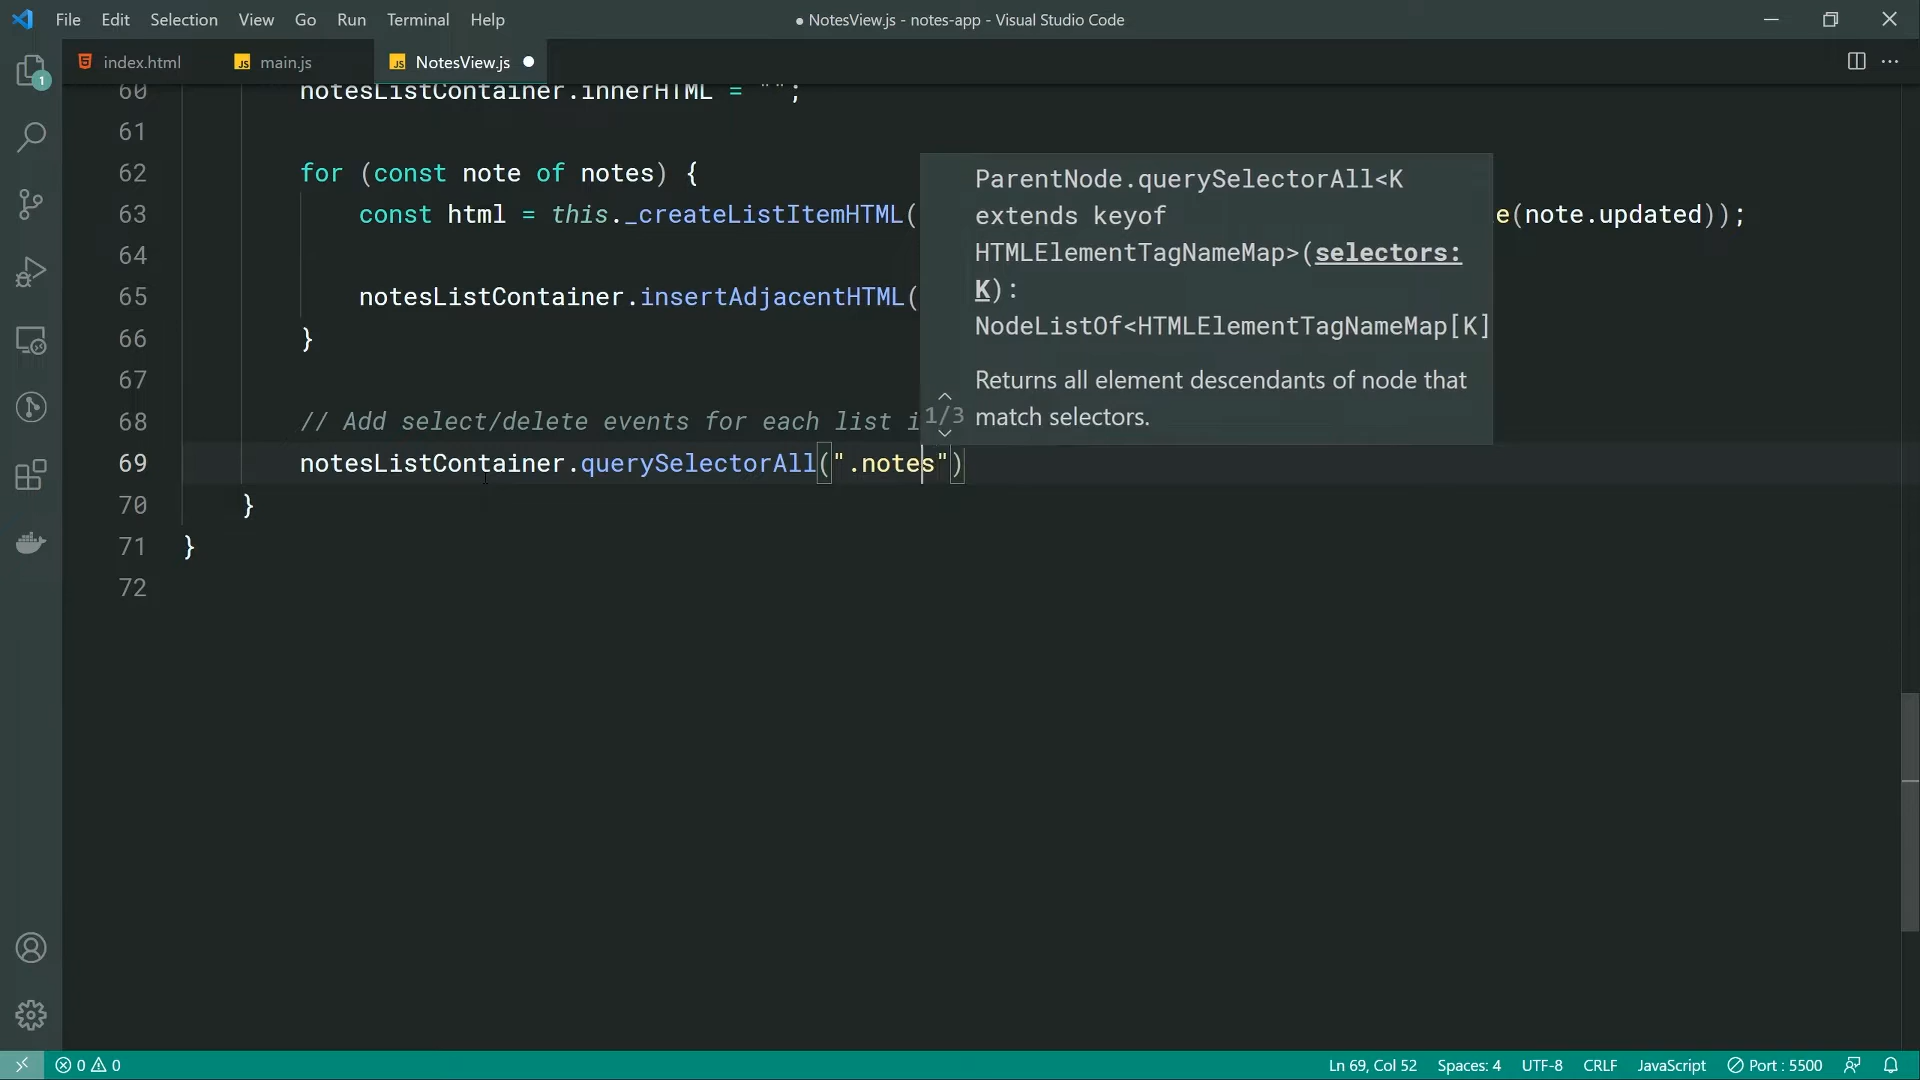 File Edit Selection View Go Run Terminal Help ● NotesView.js - notes-app - Visual Studio Code
index.html main.js NotesView.js
1
60 notesListContainer.innerHTML = "";
61
62 for (const note of notes) {
63 const html = this._createListItemHTML( e(note.updated));
64
65 notesListContainer.insertAdjacentHTML(
66 }
67
68 // Add select/delete events for each list i
69 notesListContainer.querySelectorAll(".notes")
70 }
71 }
72
ParentNode.querySelectorAll<K
extends keyof
HTMLElementTagNameMap>(selectors:
K):
NodeListOf<HTMLElementTagNameMap[K]
Returns all element descendants of node that
1/3 match selectors.
0 0 Ln 69, Col 52 Spaces: 4 UTF-8 CRLF JavaScript Port : 5500